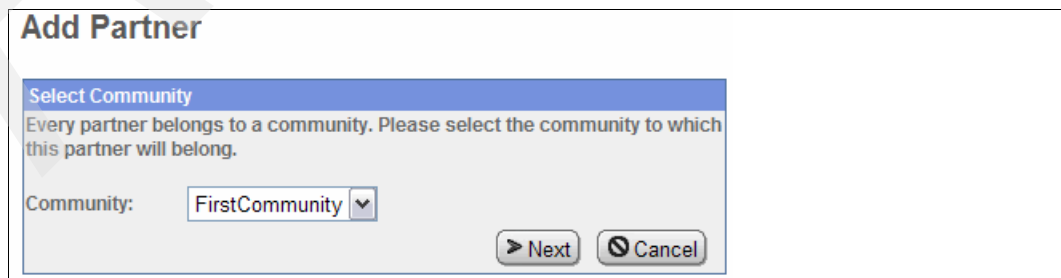 Add Partner
Select Community
Every partner belongs to a community. Please select the community to which
this partner will belong.
Community: FirstCommunity
Next Cancel